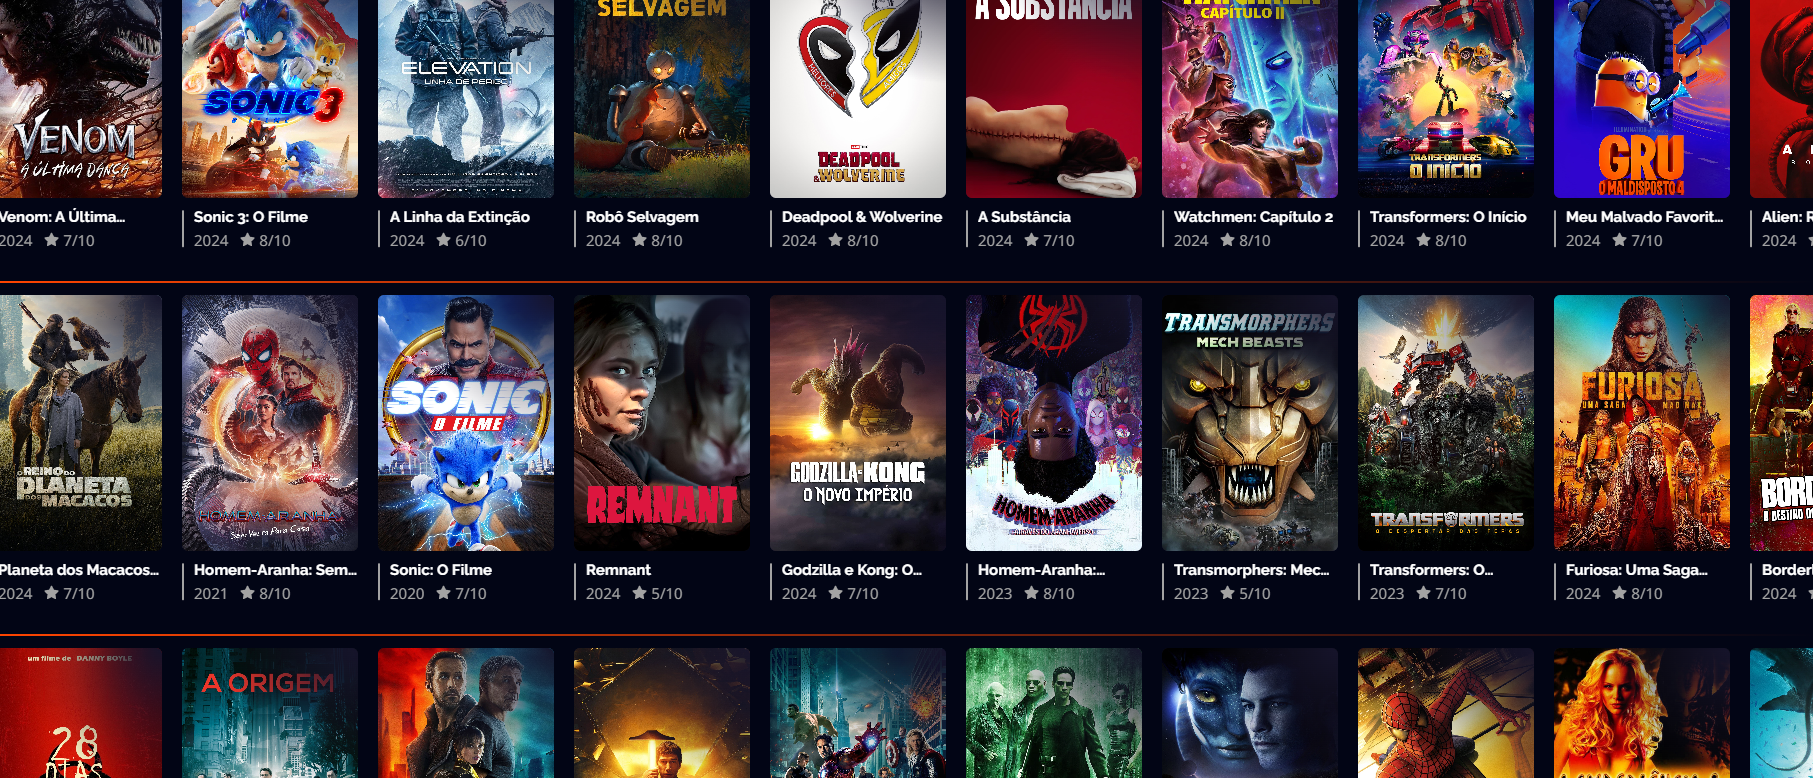 SELVAGEM
A SUBSTÂNCIA
CAPÍTULO II
ELEVATION
LINHA DE PERIGO
SONIC 3
VENOM
A ÚLTIMA DANÇA
DEADPOOL
& WOLVERINE
TRANSFORMERS
O INÍCIO
GRU
O MALDISPOSTO 4
Venom: A Última...
2024 7/10
Sonic 3: O Filme
2024 8/10
A Linha da Extinção
2024 6/10
Robô Selvagem
2024 8/10
Deadpool & Wolverine
2024 8/10
A Substância
2024 7/10
Watchmen: Capítulo 2
2024 8/10
Transformers: O Início
2024 8/10
Meu Malvado Favorit...
2024 7/10
Alien: R
2024
O REINO DO
PLANETA
DOS MACACOS
HOMEM-ARANHA
Sem Volta Para Casa
SONIC
O FILME
REMNANT
GODZILLA E KONG
O NOVO IMPÉRIO
HOMEM-ARANHA
TRANSMORPHERS
MECH BEASTS
TRANSFORMERS
O DESPERTAR DAS FERAS
FURIOSA
UMA SAGA MAD MAX
BORD
O DESTINO D
Planeta dos Macacos...
2024 7/10
Homem-Aranha: Sem...
2021 8/10
Sonic: O Filme
2020 7/10
Remnant
2024 5/10
Godzilla e Kong: O...
2024 7/10
Homem-Aranha:...
2023 8/10
Transmorphers: Mec...
2023 5/10
Transformers: O...
2023 7/10
Furiosa: Uma Saga...
2024 8/10
Borderl
2024
um filme de DANNY BOYLE
28
DIAS
A ORIGEM